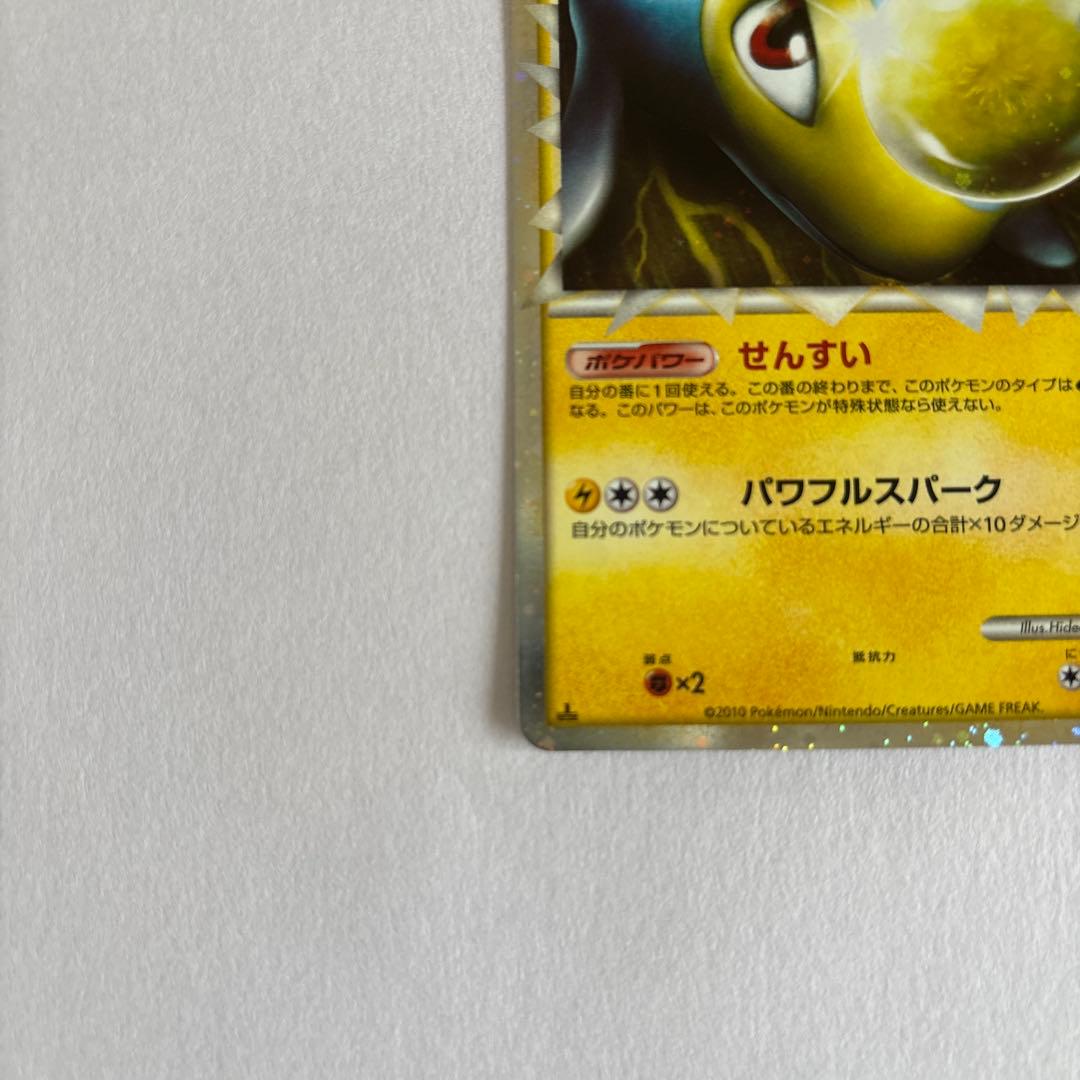 ポケパワー せんすい
自分の番に1回使える。この番の終わりまで、このポケモンのタイプは
なる。このパワーは、このポケモンが特殊状態なら使えない。
パワフルスパーク
自分のポケモンについているエネルギーの合計×10ダメージ
Illus.Hide
弱点 抵抗力 に
×2
©2010 Pokémon/Nintendo/Creatures/GAME FREAK.